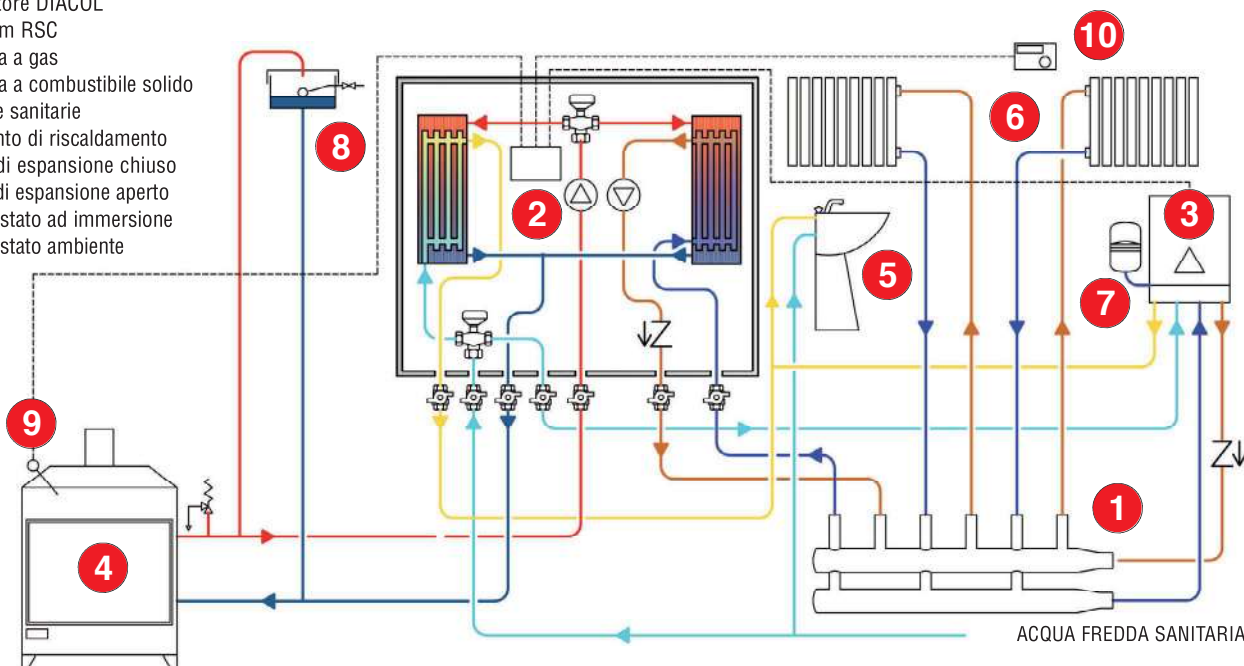 tore DIACOL
m RSC
a a gas
a a combustibile solido
e sanitarie
nto di riscaldamento
di espansione chiuso
di espansione aperto
stato ad immersione
stato ambiente
10
6
8
2
3
5
7
9
1
4
ACQUA FREDDA SANITARIA